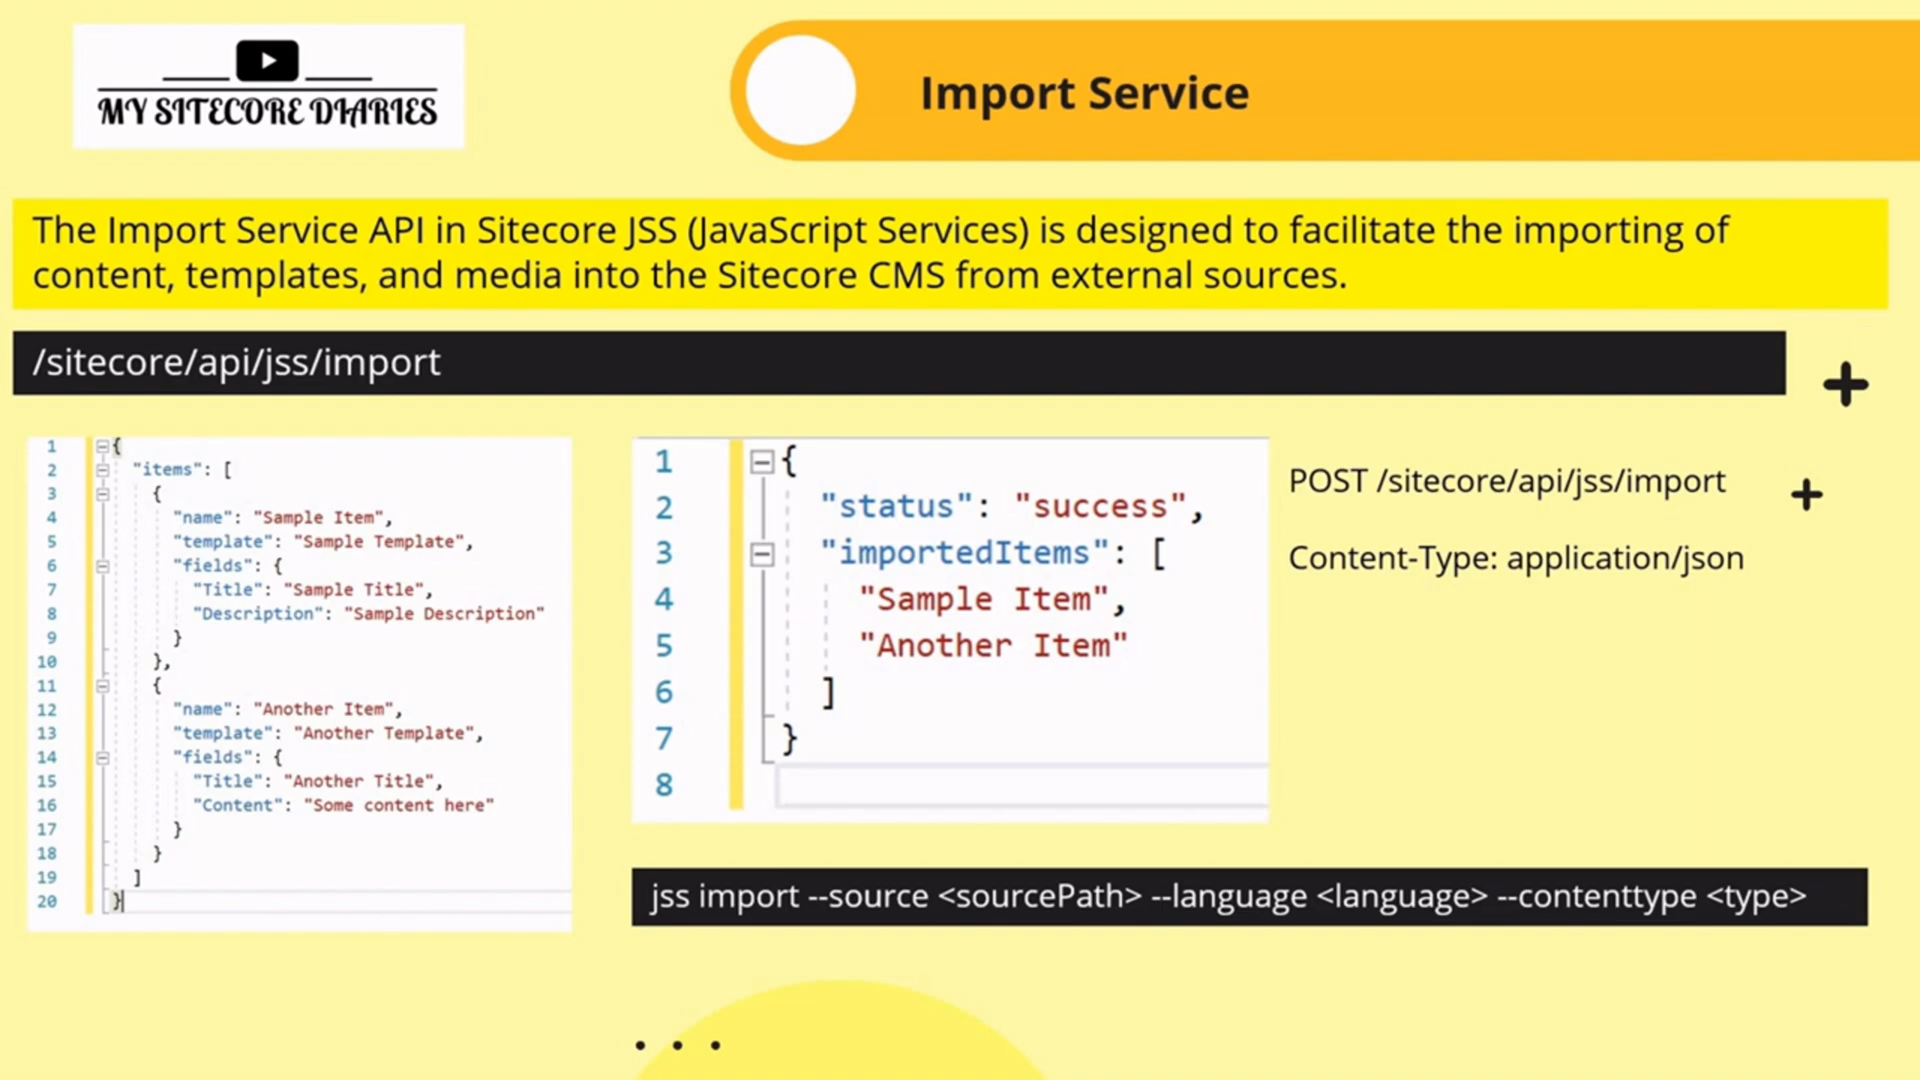 MY SITECORE DIARIES
Import Service
The Import Service API in Sitecore JSS (JavaScript Services) is designed to facilitate the importing of
content, templates, and media into the Sitecore CMS from external sources.
/sitecore/api/jss/import
1 {
2 "items": [
3 {
4 "name": "Sample Item",
5 "template": "Sample Template",
6 "fields": {
7 "Title": "Sample Title",
8 "Description": "Sample Description"
9 }
10 },
11 {
12 "name": "Another Item",
13 "template": "Another Template",
14 "fields": {
15 "Title": "Another Title",
16 "Content": "Some content here"
17 }
18 }
19 ]
20 }
1 {
2 "status": "success",
3 "importedItems": [
4 "Sample Item",
5 "Another Item"
6 ]
7 }
8
POST /sitecore/api/jss/import
Content-Type: application/json
jss import --source <sourcePath> --language <language> --contenttype <type>